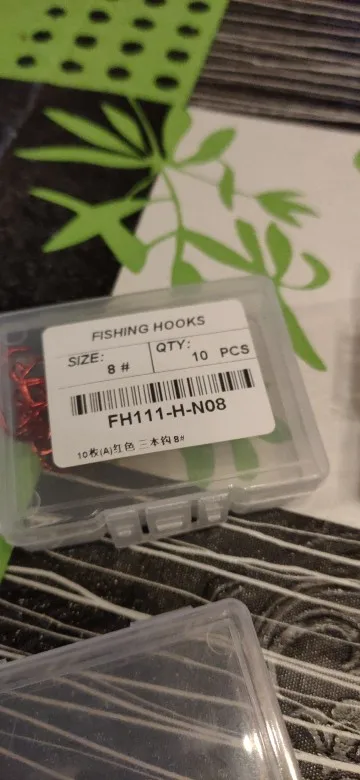 FISHING HOOKS
SIZE: 8 #
QTY: 10 PCS
FH111-H-N08
10枚(A)红色 三本钩 8#